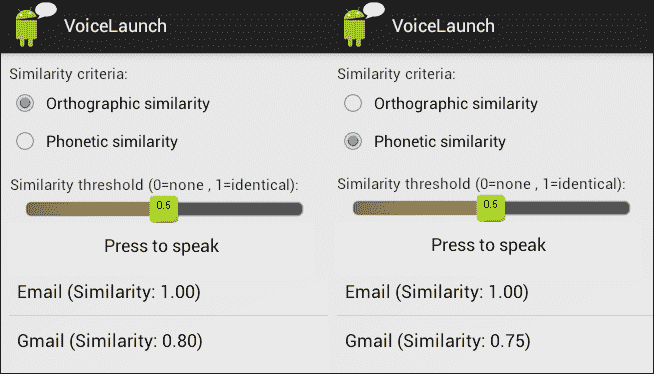 VoiceLaunch
Similarity criteria:
Orthographic similarity
Phonetic similarity
Similarity threshold (0=none , 1=identical):
0.5
Press to speak
Email (Similarity: 1.00)
Gmail (Similarity: 0.80)
VoiceLaunch
Similarity criteria:
Orthographic similarity
Phonetic similarity
Similarity threshold (0=none , 1=identical):
0.5
Press to speak
Email (Similarity: 1.00)
Gmail (Similarity: 0.75)